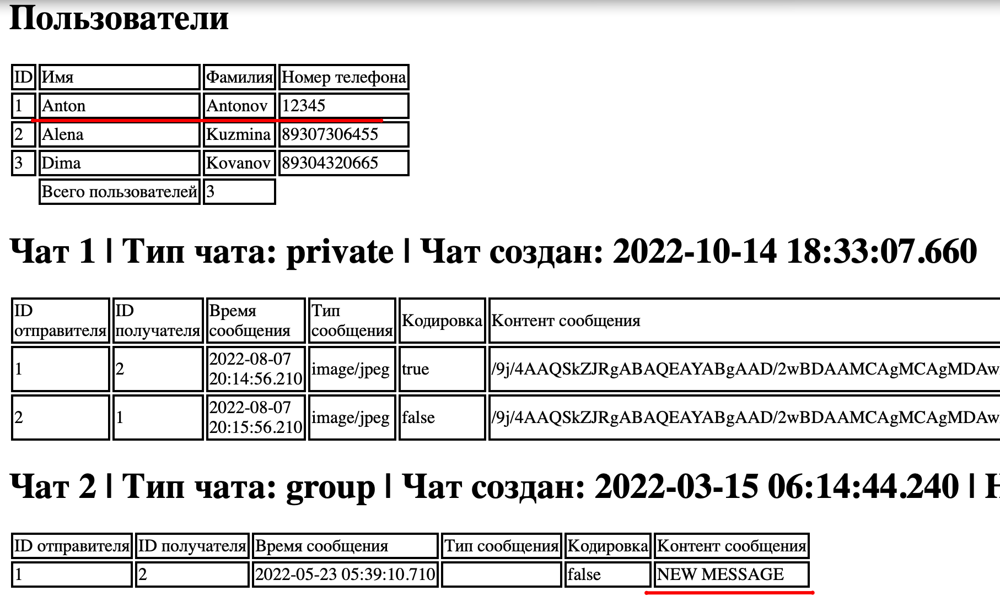 Пользователи
ID Имя Фамилия Номер телефона
1 Anton Antonov 12345
2 Alena Kuzmina 89307306455
3 Dima Kovanov 89304320665
Всего пользователей 3
Чат 1 | Тип чата: private | Чат создан: 2022-10-14 18:33:07.660
ID отправителя ID получателя Время сообщения Тип сообщения Кодировка Контент сообщения
1 2 2022-08-07 20:14:56.210 image/jpeg true /9j/4AAQSkZJRgABAQEAYABgAAD/2wBDAAMCAgMCAgMDAw
2 1 2022-08-07 20:15:56.210 image/jpeg false /9j/4AAQSkZJRgABAQEAYABgAAD/2wBDAAMCAgMCAgMDAw
Чат 2 | Тип чата: group | Чат создан: 2022-03-15 06:14:44.240 |
ID отправителя ID получателя Время сообщения Тип сообщения Кодировка Контент сообщения
1 2 2022-05-23 05:39:10.710 false NEW MESSAGE